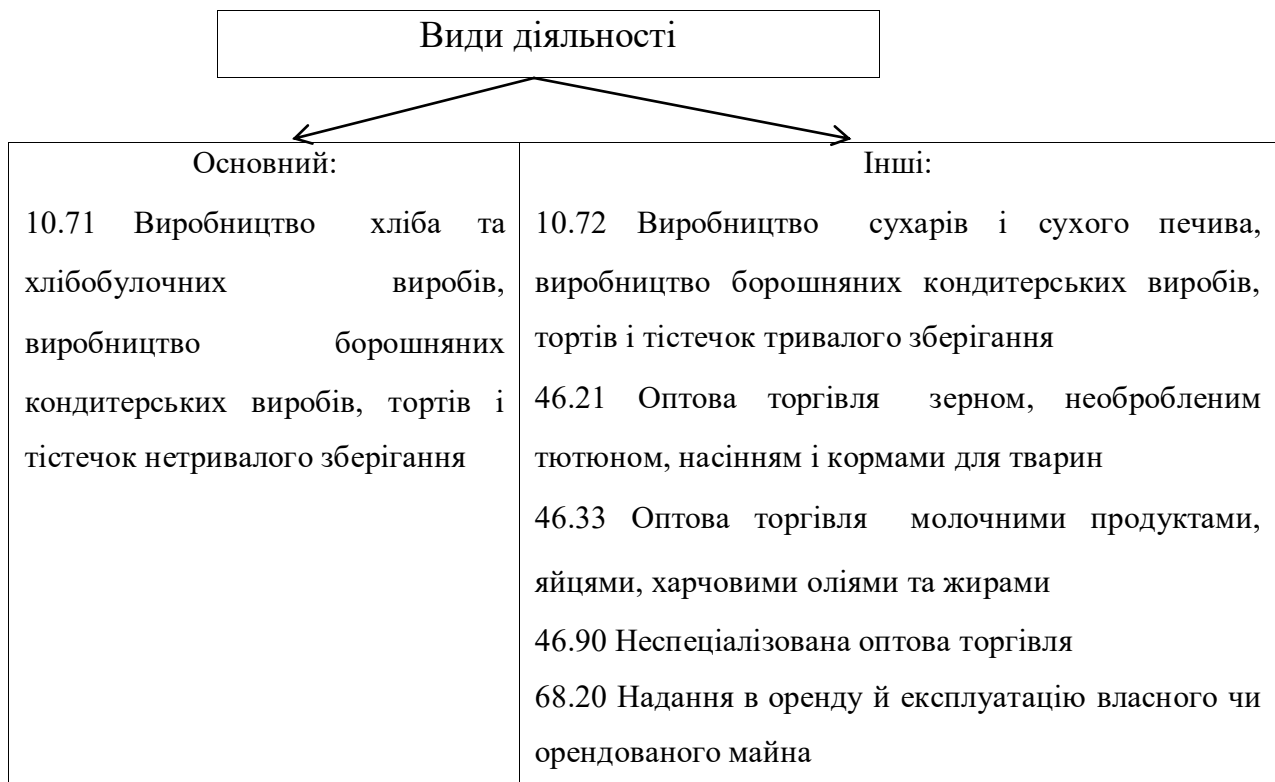 Види діяльності
Основний:
10.71 Виробництво хліба та
хлібобулочних виробів,
виробництво борошняних
кондитерських виробів, тортів і
тістечок нетривалого зберігання
Інші:
10.72 Виробництво сухарів і сухого печива,
виробництво борошняних кондитерських виробів,
тортів і тістечок тривалого зберігання
46.21 Оптова торгівля зерном, необробленим
тютюном, насінням і кормами для тварин
46.33 Оптова торгівля молочними продуктами,
яйцями, харчовими оліями та жирами
46.90 Неспеціалізована оптова торгівля
68.20 Надання в оренду й експлуатацію власного чи
орендованого майна